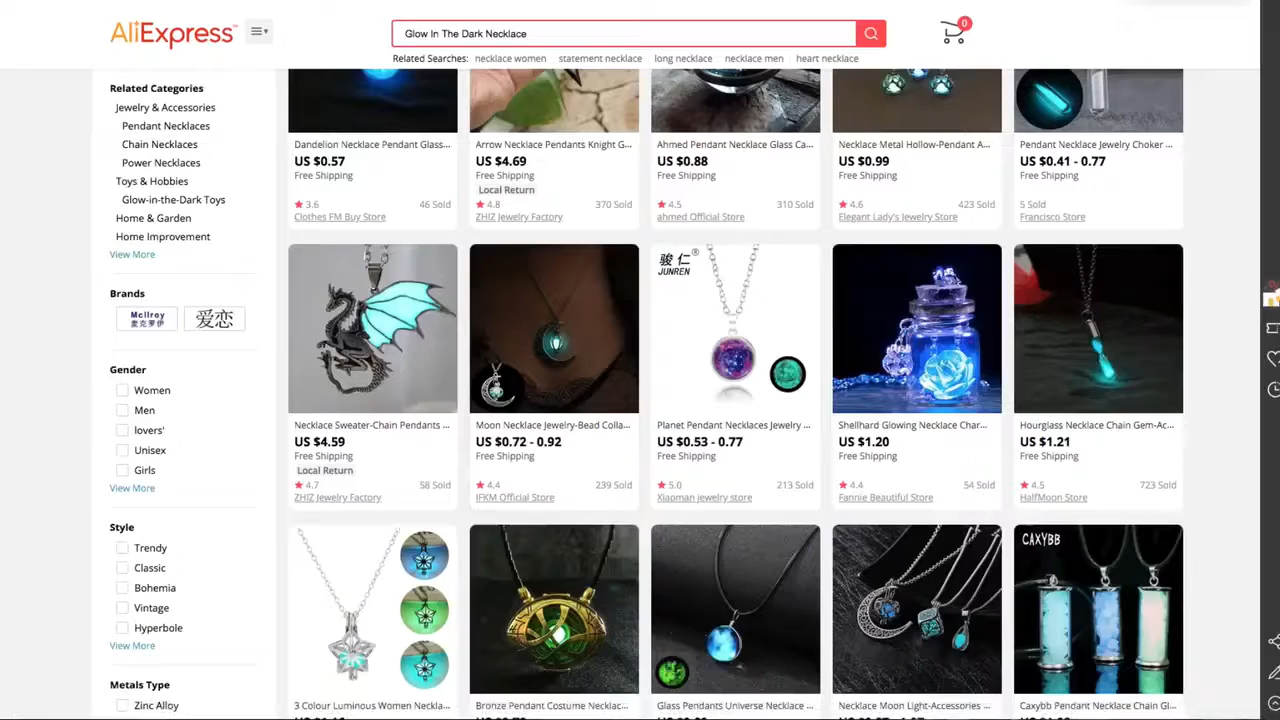 AliExpress™
Glow In The Dark Necklace
0
Related Searches: necklace women statement necklace long necklace necklace men heart necklace
Related Categories
Jewelry & Accessories
Pendant Necklaces
Chain Necklaces
Power Necklaces
Toys & Hobbies
Glow-in-the-Dark Toys
Home & Garden
Home Improvement
View More
Brands
McIlroy
麦克罗伊
爱恋
Gender
Women
Men
lovers'
Unisex
Girls
View More
Style
Trendy
Classic
Bohemia
Vintage
Hyperbole
View More
Metals Type
Zinc Alloy
Dandelion Necklace Pendant Glass...
US $0.57
Free Shipping
3.6 46 Sold
Clothes FM Buy Store
Arrow Necklace Pendants Knight G...
US $4.69
Free Shipping
Local Return
4.8 370 Sold
ZHIZ Jewelry Factory
Ahmed Pendant Necklace Glass Ca...
US $0.88
Free Shipping
4.5 310 Sold
ahmed Official Store
Necklace Metal Hollow-Pendant A...
US $0.99
Free Shipping
4.6 423 Sold
Elegant Lady's Jewelry Store
Pendant Necklace Jewelry Choker ...
US $0.41 - 0.77
Free Shipping
5 Sold
Francisco Store
Necklace Sweater-Chain Pendants ...
US $4.59
Free Shipping
Local Return
4.7 58 Sold
ZHIZ Jewelry Factory
Moon Necklace Jewelry-Bead Colla...
US $0.72 - 0.92
Free Shipping
4.4 239 Sold
IFKM Official Store
骏仁®
JUNREN
Planet Pendant Necklaces Jewelry ...
US $0.53 - 0.77
Free Shipping
5.0 213 Sold
Xiaoman jewelry store
Shellhard Glowing Necklace Char...
US $1.20
Free Shipping
4.4 54 Sold
Fannie Beautiful Store
Hourglass Necklace Chain Gem-Ac...
US $1.21
Free Shipping
4.5 723 Sold
HalfMoon Store
3 Colour Luminous Women Neckla...
Bronze Pendant Costume Necklac...
Glass Pendants Universe Necklace ...
Necklace Moon Light-Accessories ...
CAXYBB
Caxybb Pendant Necklace Chain Gl...